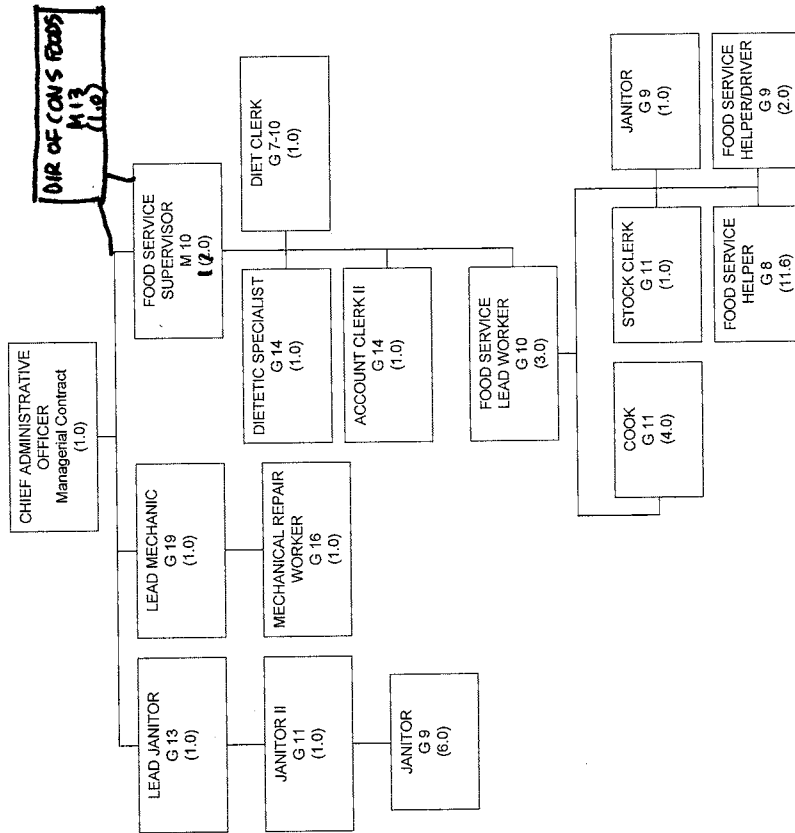 DIR OF CONS FOODS
M 13
(1.0)
CHIEF ADMINISTRATIVE
OFFICER
Managerial Contract
(1.0)
LEAD JANITOR
G 13
(1.0)
JANITOR II
G 11
(1.0)
JANITOR
G 9
(6.0)
LEAD MECHANIC
G 19
(1.0)
MECHANICAL REPAIR
WORKER
G 16
(1.0)
FOOD SERVICE
SUPERVISOR
M 10
1 (2.0)
DIETETIC SPECIALIST
G 14
(1.0)
DIET CLERK
G 7-10
(1.0)
ACCOUNT CLERK II
G 14
(1.0)
FOOD SERVICE
LEAD WORKER
G 10
(3.0)
COOK
G 11
(4.0)
STOCK CLERK
G 11
(1.0)
JANITOR
G 9
(1.0)
FOOD SERVICE
HELPER
G 8
(11.6)
FOOD SERVICE
HELPER/DRIVER
G 9
(2.0)